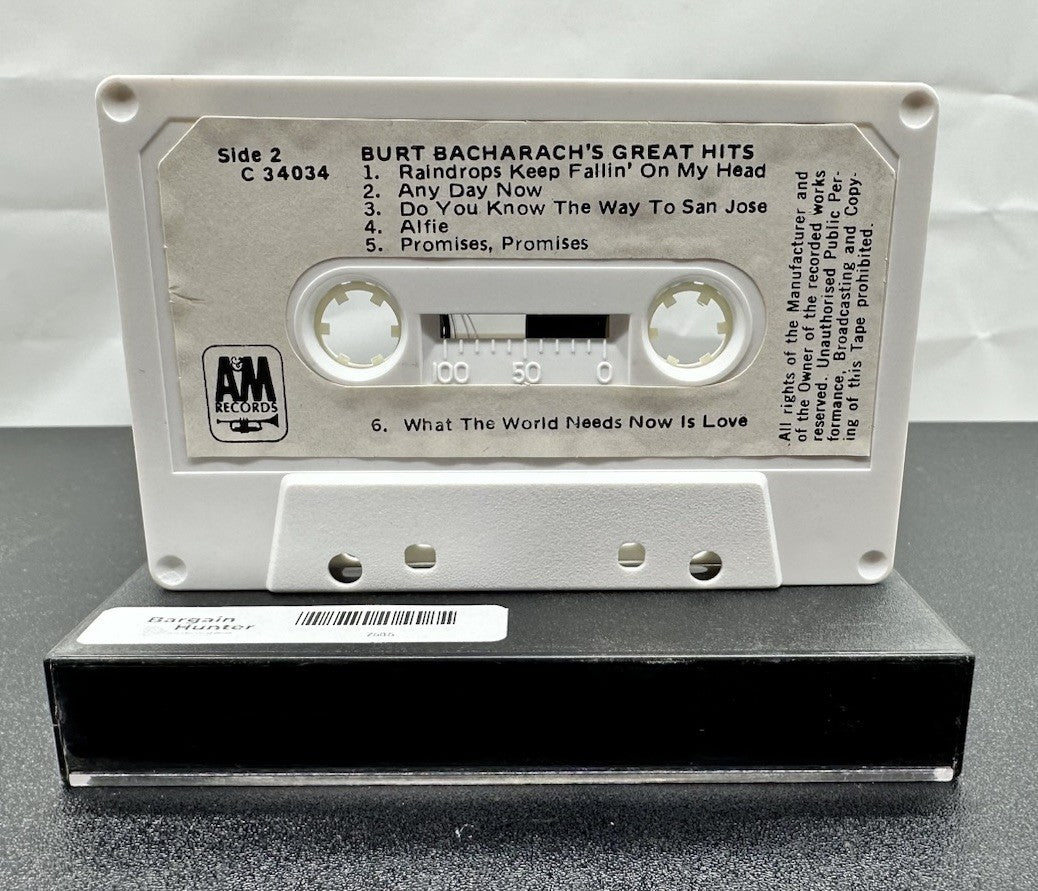 Side 2
C 34034
BURT BACHARACH'S GREAT HITS
1. Raindrops Keep Fallin' On My Head
2. Any Day Now
3. Do You Know The Way To San Jose
4. Alfie
5. Promises, Promises
100 50 0
A&M
RECORDS
6. What The World Needs Now Is Love
All rights of the Manufacturer and
of the Owner of the recorded works
reserved. Unauthorised Public Per-
formance, Broadcasting and Copy-
ing of this Tape prohibited.
Bargain
Hunter